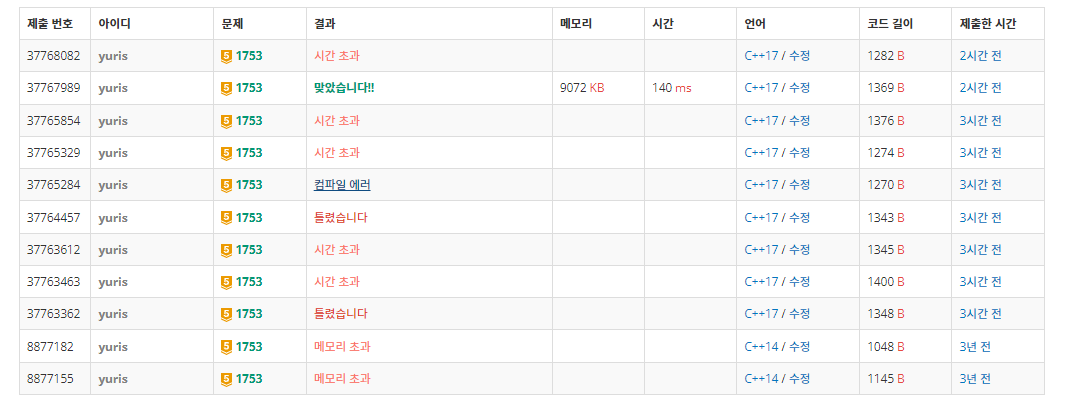 제출 번호 아이디 문제 결과 메모리 시간 언어 코드 길이 제출한 시간
37768082 yuris 5 1753 시간 초과 C++17 / 수정 1282 B 2시간 전
37767989 yuris 5 1753 맞았습니다!! 9072 KB 140 ms C++17 / 수정 1369 B 2시간 전
37765854 yuris 5 1753 시간 초과 C++17 / 수정 1376 B 3시간 전
37765329 yuris 5 1753 시간 초과 C++17 / 수정 1274 B 3시간 전
37765284 yuris 5 1753 컴파일 에러 C++17 / 수정 1270 B 3시간 전
37764457 yuris 5 1753 틀렸습니다 C++17 / 수정 1343 B 3시간 전
37763612 yuris 5 1753 시간 초과 C++17 / 수정 1345 B 3시간 전
37763463 yuris 5 1753 시간 초과 C++17 / 수정 1400 B 3시간 전
37763362 yuris 5 1753 틀렸습니다 C++17 / 수정 1348 B 3시간 전
8877182 yuris 5 1753 메모리 초과 C++14 / 수정 1048 B 3년 전
8877155 yuris 5 1753 메모리 초과 C++14 / 수정 1145 B 3년 전